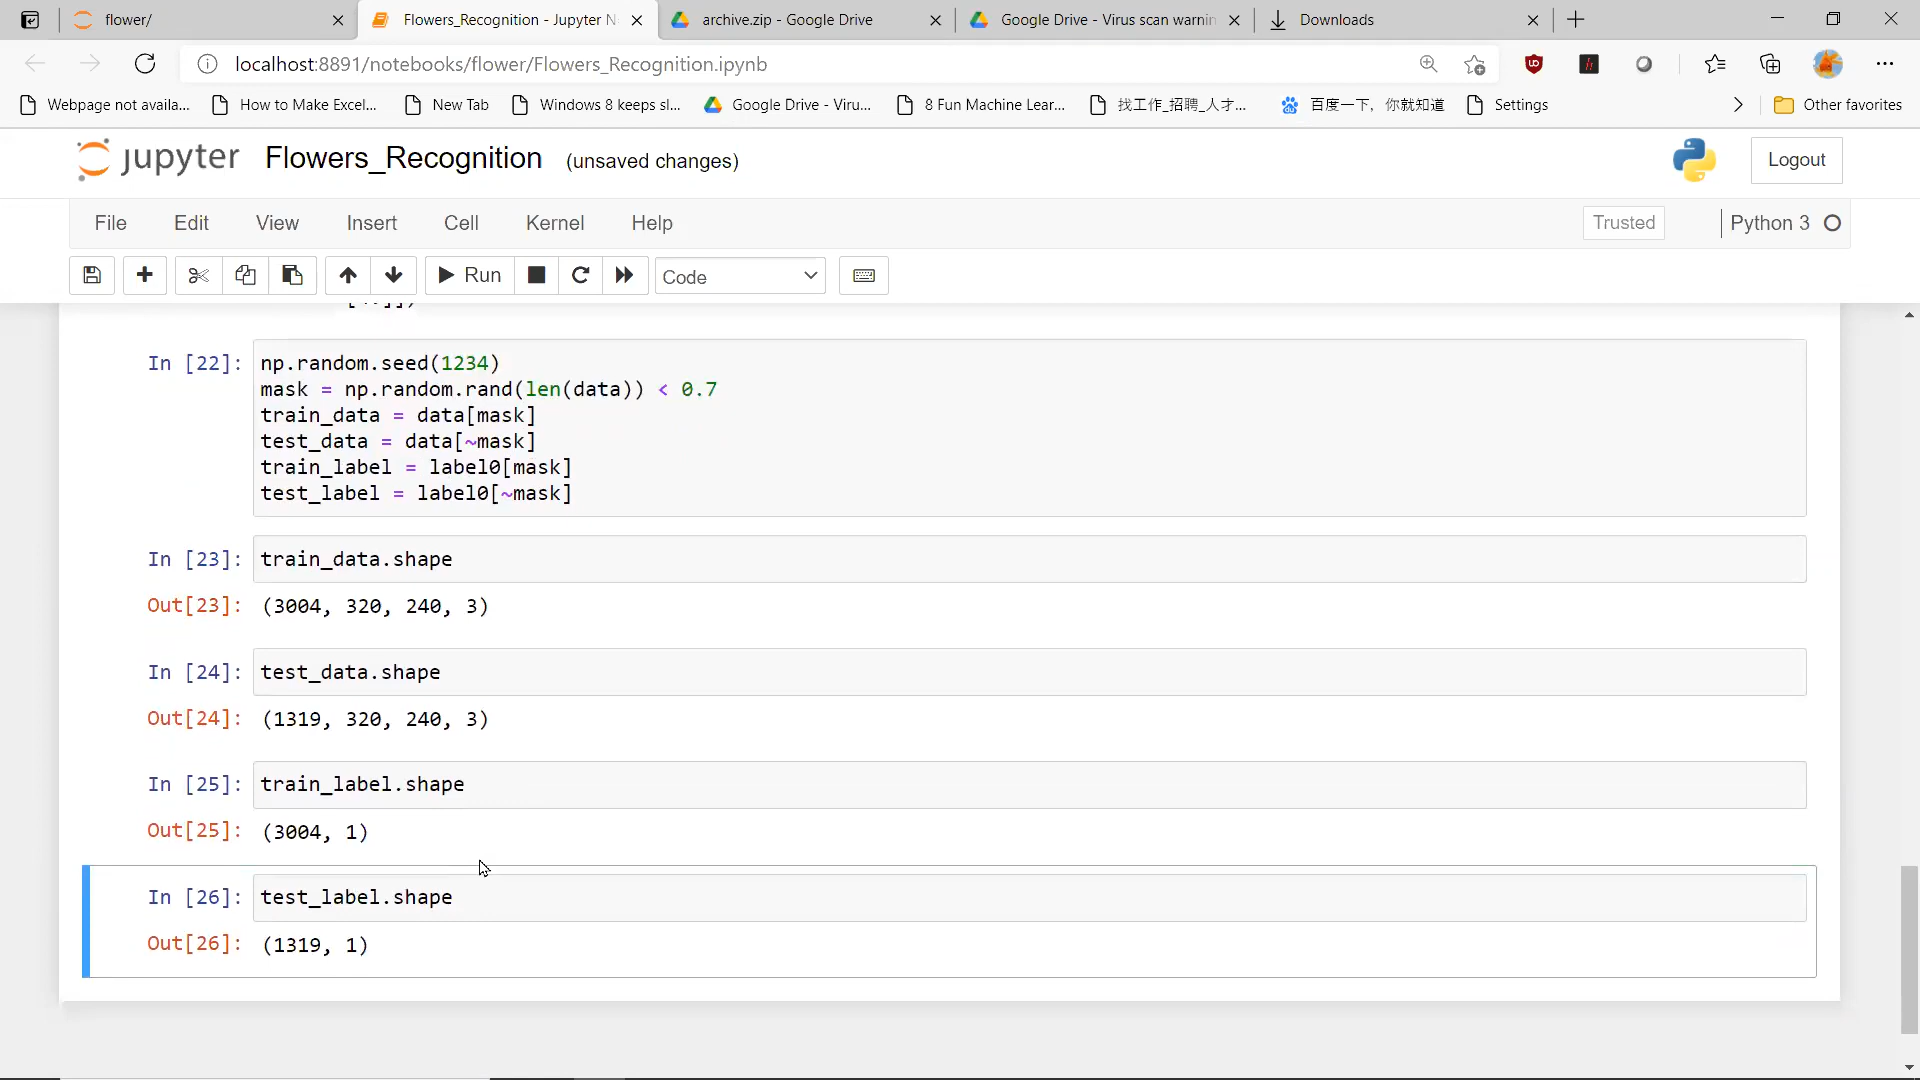 flower/
Flowers_Recognition - Jupyter N
archive.zip - Google Drive
Google Drive - Virus scan warnin
Downloads
localhost:8891/notebooks/flower/Flowers_Recognition.ipynb
Webpage not availa...
How to Make Excel...
New Tab
Windows 8 keeps sl...
Google Drive - Viru...
8 Fun Machine Lear...
找工作_招聘_人才...
百度一下，你就知道
Settings
Other favorites
jupyter
Flowers_Recognition
(unsaved changes)
Logout
File
Edit
View
Insert
Cell
Kernel
Help
Trusted
Python 3
Run
Code
In [22]:
np.random.seed(1234)
mask = np.random.rand(len(data)) < 0.7
train_data = data[mask]
test_data = data[~mask]
train_label = label0[mask]
test_label = label0[~mask]
In [23]:
train_data.shape
Out[23]:
(3004, 320, 240, 3)
In [24]:
test_data.shape
Out[24]:
(1319, 320, 240, 3)
In [25]:
train_label.shape
Out[25]:
(3004, 1)
In [26]:
test_label.shape
Out[26]:
(1319, 1)